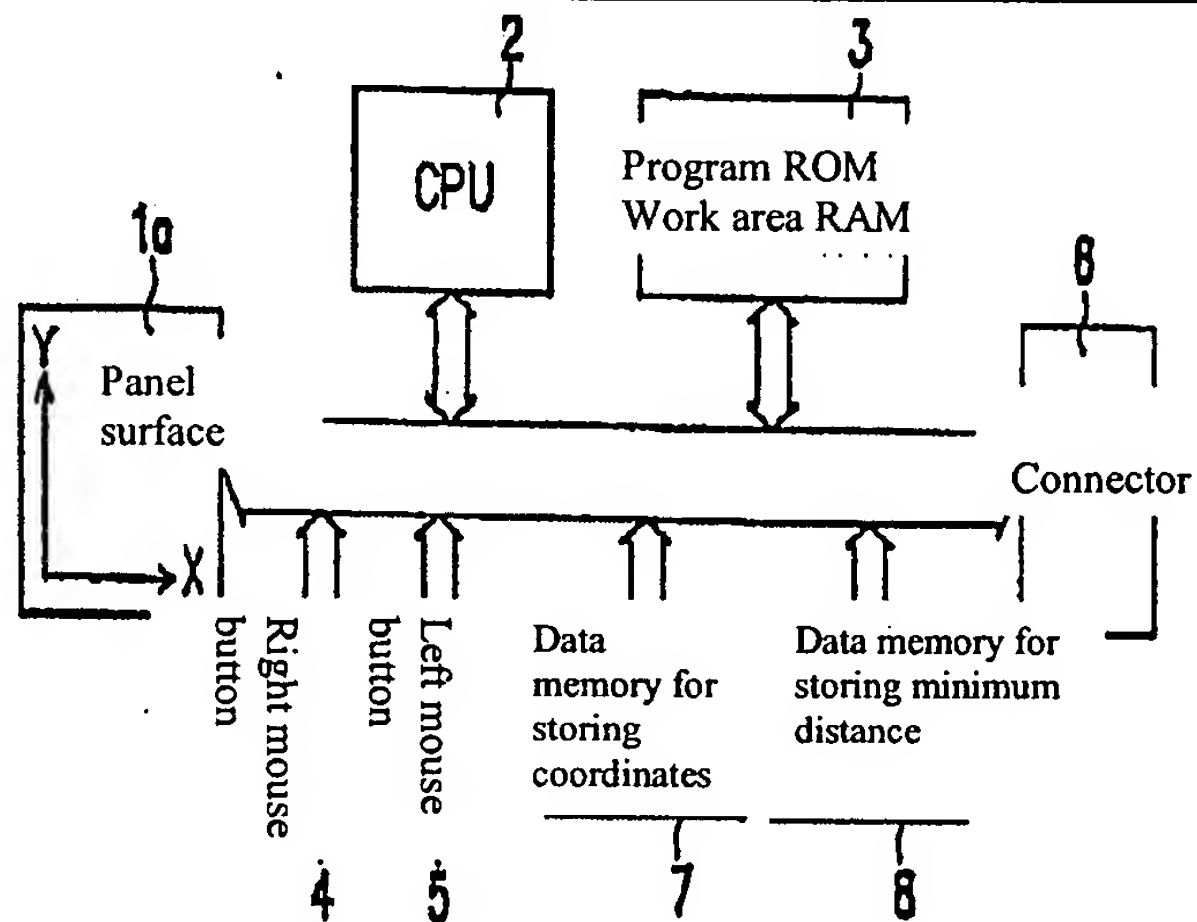 2
3
CPU
Program ROM
Work area RAM
1a
8
Y
Panel
surface
X
Connector
Right mouse
button
Left mouse
button
Data
memory for
storing
coordinates
Data memory for
storing minimum
distance
4
5
7
8